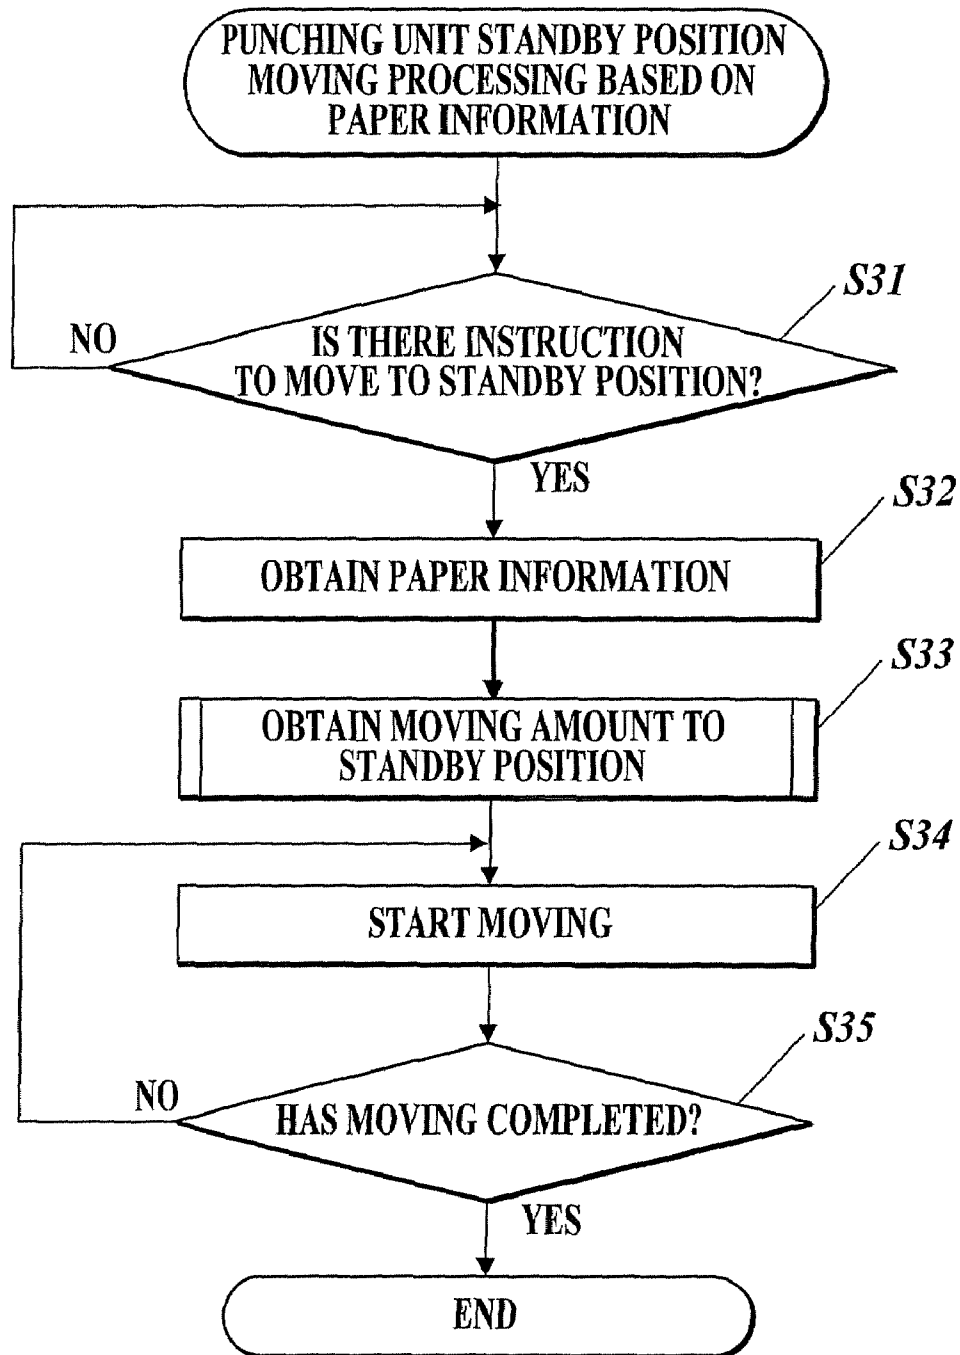 PUNCHING UNIT STANDBY POSITION
MOVING PROCESSING BASED ON
PAPER INFORMATION
S31
NO
IS THERE INSTRUCTION
TO MOVE TO STANDBY POSITION?
YES
S32
OBTAIN PAPER INFORMATION
S33
OBTAIN MOVING AMOUNT TO
STANDBY POSITION
S34
START MOVING
S35
NO
HAS MOVING COMPLETED?
YES
END